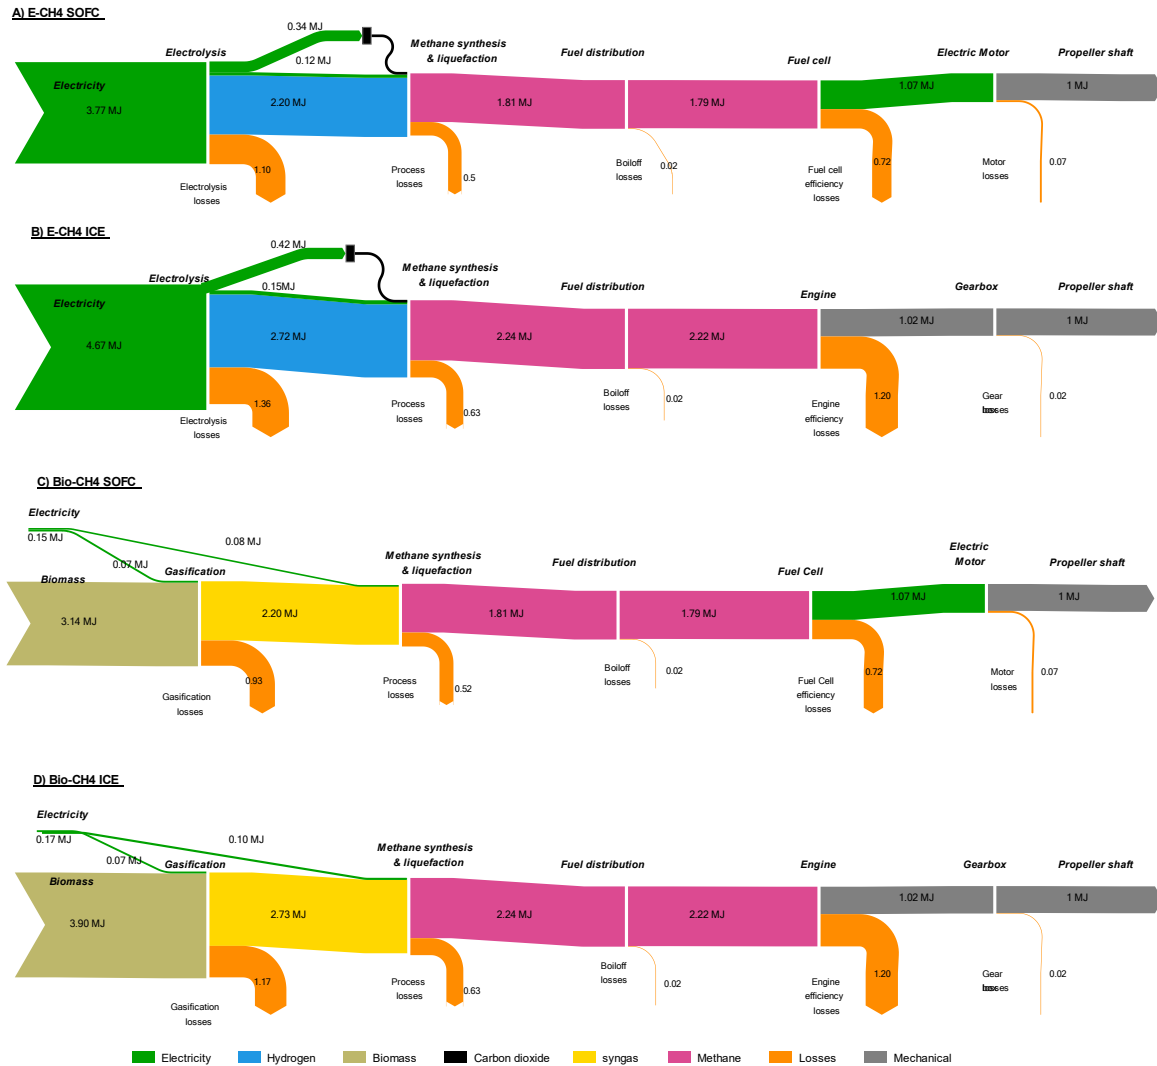 A) E-CH4 SOFC
0.34 MJ
Electrolysis
Methane synthesis
& liquefaction
Fuel distribution
Fuel cell
Electric Motor
Propeller shaft
0.12 MJ
Electricity
3.77 MJ
2.20 MJ
1.81 MJ
1.79 MJ
1.07 MJ
1 MJ
1.10
Electrolysis
losses
Process
losses
0.5
Boiloff
losses
0.02
Fuel cell
efficiency
losses
0.72
Motor
losses
0.07
B) E-CH4 ICE
0.42 MJ
Electrolysis
Methane synthesis
& liquefaction
Fuel distribution
Engine
Gearbox
Propeller shaft
0.15MJ
Electricity
4.67 MJ
2.72 MJ
2.24 MJ
2.22 MJ
1.02 MJ
1 MJ
1.36
Electrolysis
losses
Process
losses
0.63
Boiloff
losses
0.02
Engine
efficiency
losses
1.20
Gear
losses
0.02
C) Bio-CH4 SOFC
Electricity
0.15 MJ
0.08 MJ
0.07 MJ
Biomass
Gasification
Methane synthesis
& liquefaction
Fuel distribution
Fuel Cell
Electric
Motor
Propeller shaft
3.14 MJ
2.20 MJ
1.81 MJ
1.79 MJ
1.07 MJ
1 MJ
0.93
Gasification
losses
Process
losses
0.52
Boiloff
losses
0.02
Fuel Cell
efficiency
losses
0.72
Motor
losses
0.07
D) Bio-CH4 ICE
Electricity
0.17 MJ
0.10 MJ
0.07 MJ
Biomass
Gasification
Methane synthesis
& liquefaction
Fuel distribution
Engine
Gearbox
Propeller shaft
3.90 MJ
2.73 MJ
2.24 MJ
2.22 MJ
1.02 MJ
1 MJ
1.17
Gasification
losses
Process
losses
0.63
Boiloff
losses
0.02
Engine
efficiency
losses
1.20
Gear
losses
0.02
Electricity
Hydrogen
Biomass
Carbon dioxide
syngas
Methane
Losses
Mechanical